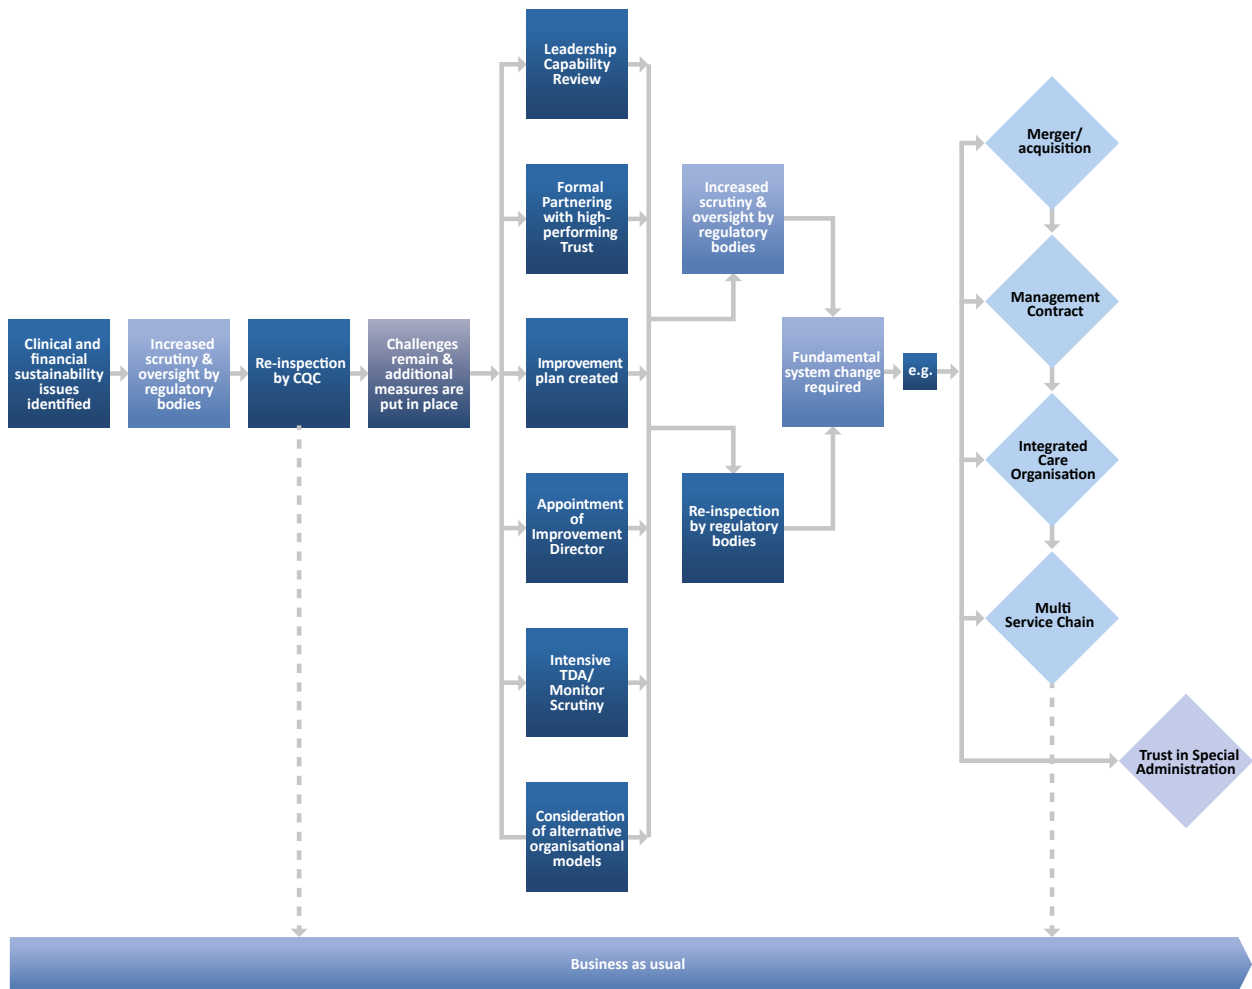 Clinical and
financial
sustainability
issues
identified
Increased
scrutiny &
oversight by
regulatory
bodies
Re-inspection
by CQC
Challenges
remain &
additional
measures are
put in place
Leadership
Capability
Review
Formal
Partnering
with high-
performing
Trust
Improvement
plan created
Appointment
of
Improvement
Director
Intensive
TDA/
Monitor
Scrutiny
Consideration
of alternative
organisational
models
Increased
scrutiny &
oversight by
regulatory
bodies
Re-inspection
by regulatory
bodies
Fundamental
system change
required
e.g.
Merger/
acquisition
Management
Contract
Integrated
Care
Organisation
Multi
Service Chain
Trust in Special
Administration
Business as usual